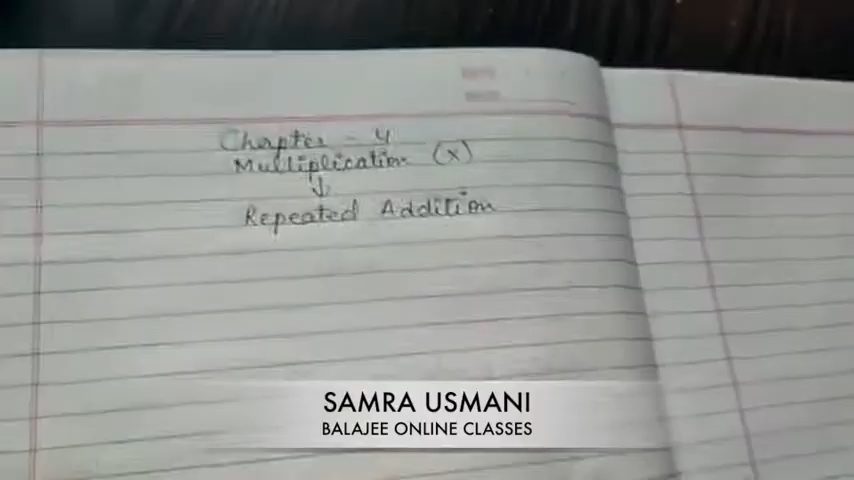 Chapter - 4
Multiplication (x)
↓
Repeated Addition
SAMRA USMANI
BALAJEE ONLINE CLASSES